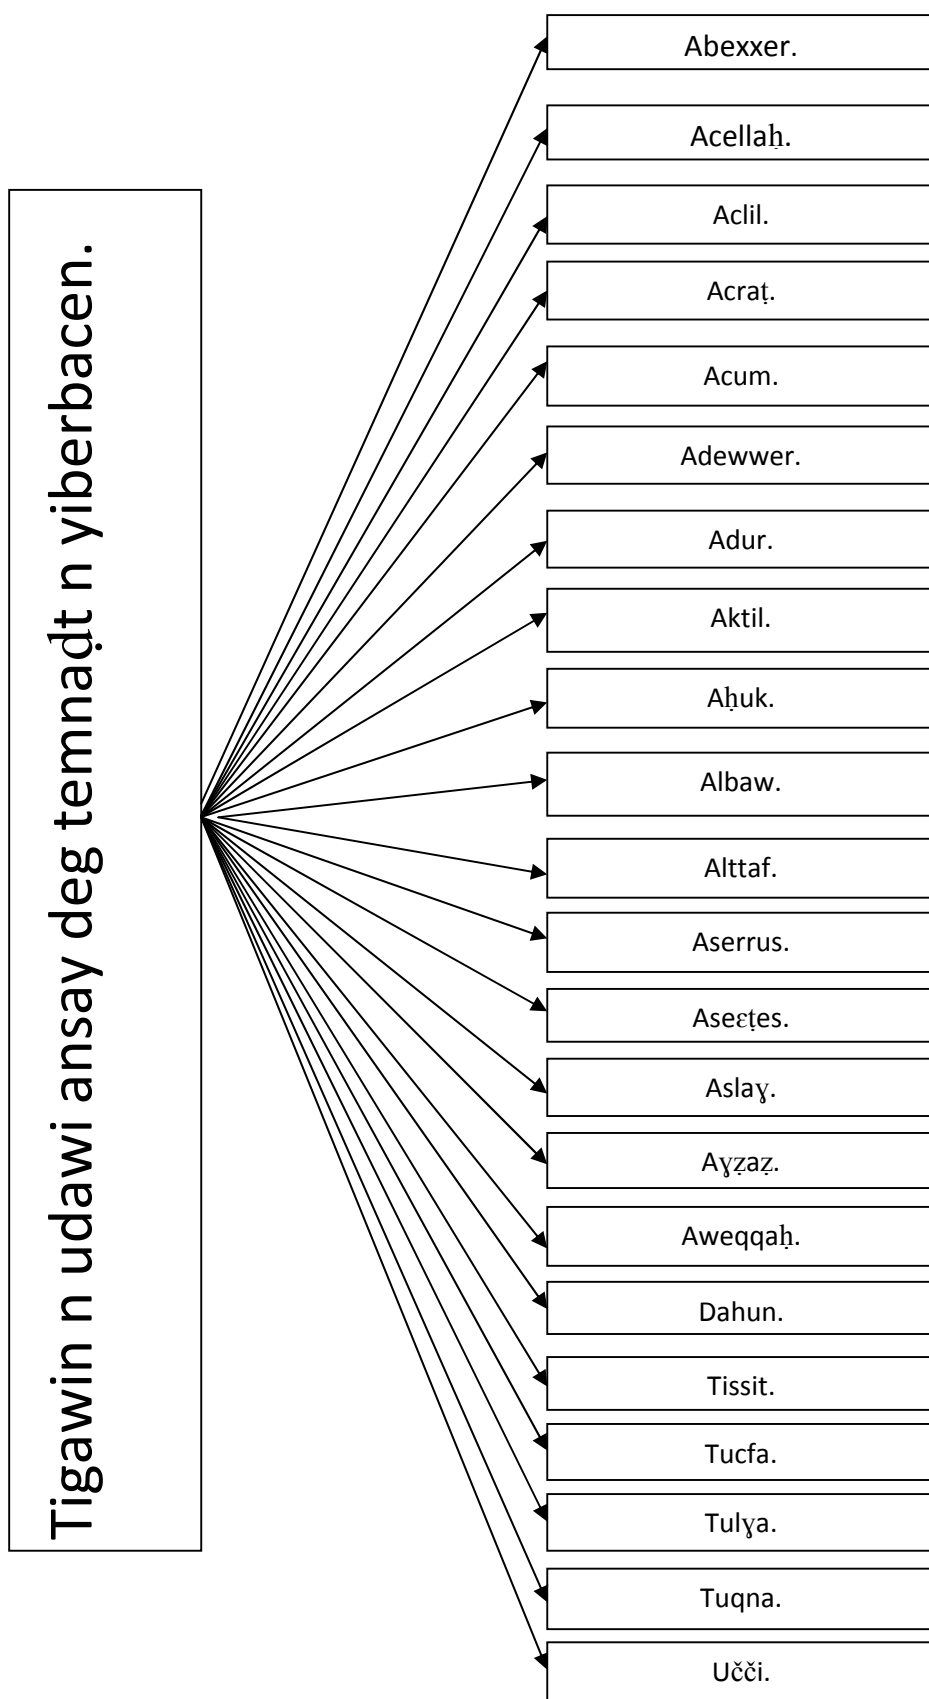 Tigawin n udawi ansay deg temnaḍt n yiberbacen.
Abexxer.
Acellaḥ.
Aclil.
Acraṭ.
Acum.
Adewwer.
Adur.
Aktil.
Aḥuk.
Albaw.
Alttaf.
Aserrus.
Aseɛṭes.
Aslaɣ.
Aɣẓaẓ.
Aweqqaḥ.
Dahun.
Tissit.
Tucfa.
Tulɣa.
Tuqna.
Učči.